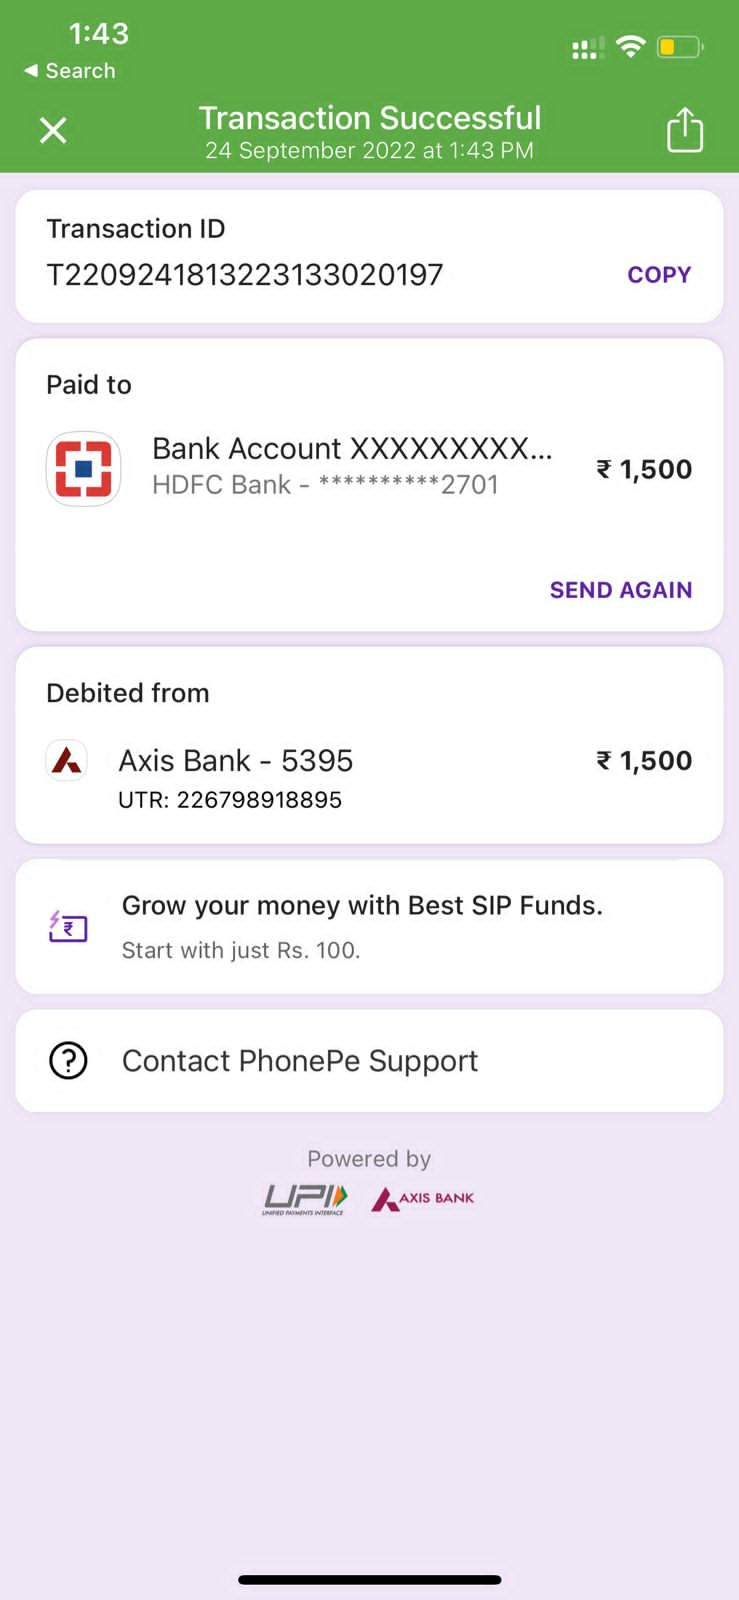 1:43
◀ Search
Transaction Successful
24 September 2022 at 1:43 PM
Transaction ID
T2209241813223133020197
COPY
Paid to
Bank Account XXXXXXXXX...
₹ 1,500
HDFC Bank - **********2701
SEND AGAIN
Debited from
Axis Bank - 5395
₹ 1,500
UTR: 226798918895
Grow your money with Best SIP Funds.
Start with just Rs. 100.
Contact PhonePe Support
Powered by
UPI
UNIFIED PAYMENTS INTERFACE
AXIS BANK